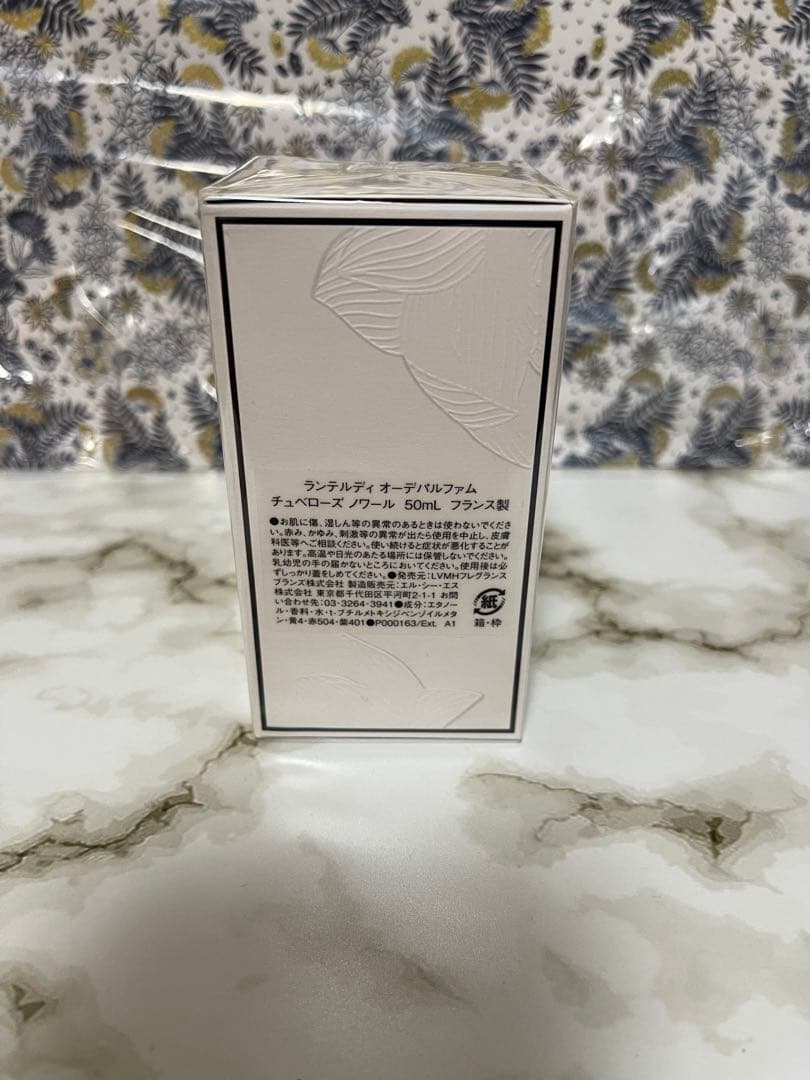 ランテルディ オーデパルファム
チュベローズ ノワール 50mL フランス製
●お肌に傷、湿しん等の異常のあるときは使わないでくださ
い。赤み、かゆみ、刺激等の異常が出たら使用を中止し、皮膚
科医等へご相談ください。使い続けると症状が悪化することが
あります。高温や日光のあたる場所には保管しないでください。
乳幼児の手の届かないところにおいてください。使用後は必
ずしっかり蓋をしめてください。●発売元:LVMHフレグランス
ブランズ株式会社 製造販売元:エル・シー・エス
株式会社 東京都千代田区平河町2-1-1 お問
い合わせ先:03-3264-3941●成分:エタノー
ル・香料・水・t-ブチルメトキシジベンゾイルメタ
ン・黄4・赤504・紫401●P000163/Ext. A1
紙
箱・枠